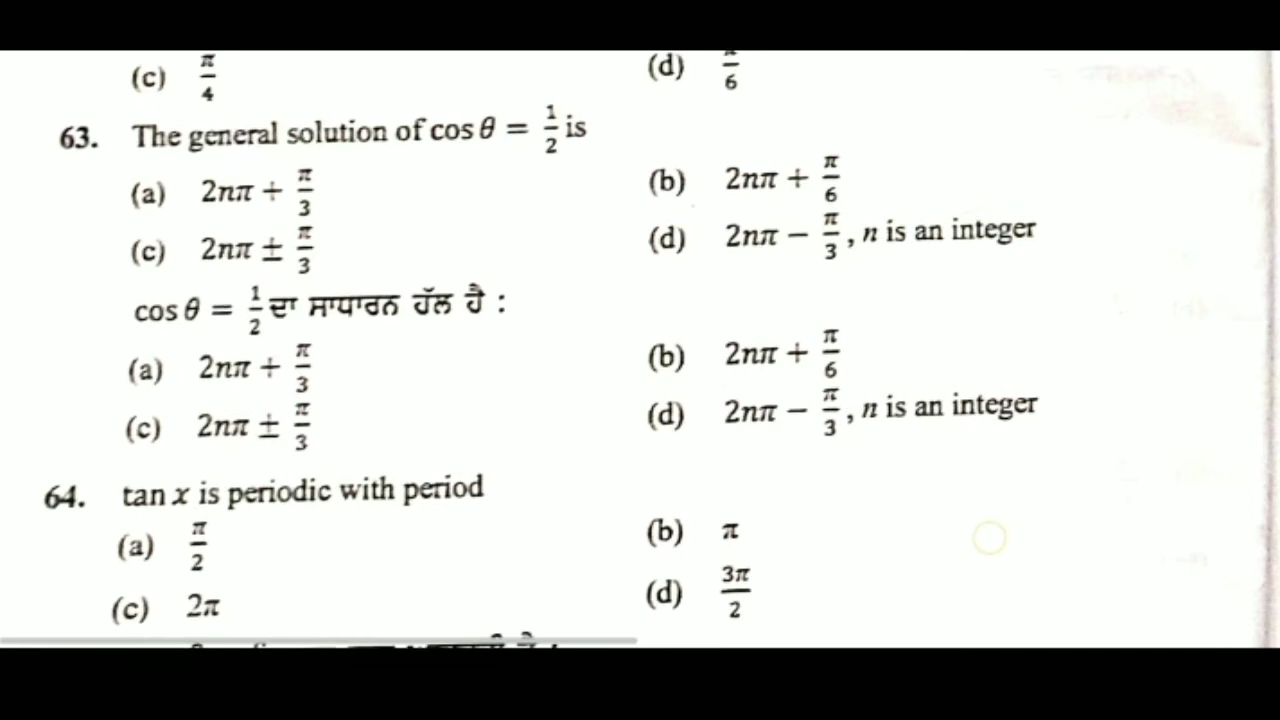 (c) π/4 (d) π/6
63. The general solution of cos θ = 1/2 is
(a) 2nπ + π/3 (b) 2nπ + π/6
(c) 2nπ ± π/3 (d) 2nπ − π/3 , n is an integer
cos θ = 1/2 ਦਾ ਸਾਧਾਰਨ ਹੱਲ ਹੈ :
(a) 2nπ + π/3 (b) 2nπ + π/6
(c) 2nπ ± π/3 (d) 2nπ − π/3 , n is an integer
64. tan x is periodic with period
(a) π/2 (b) π
(c) 2π (d) 3π/2